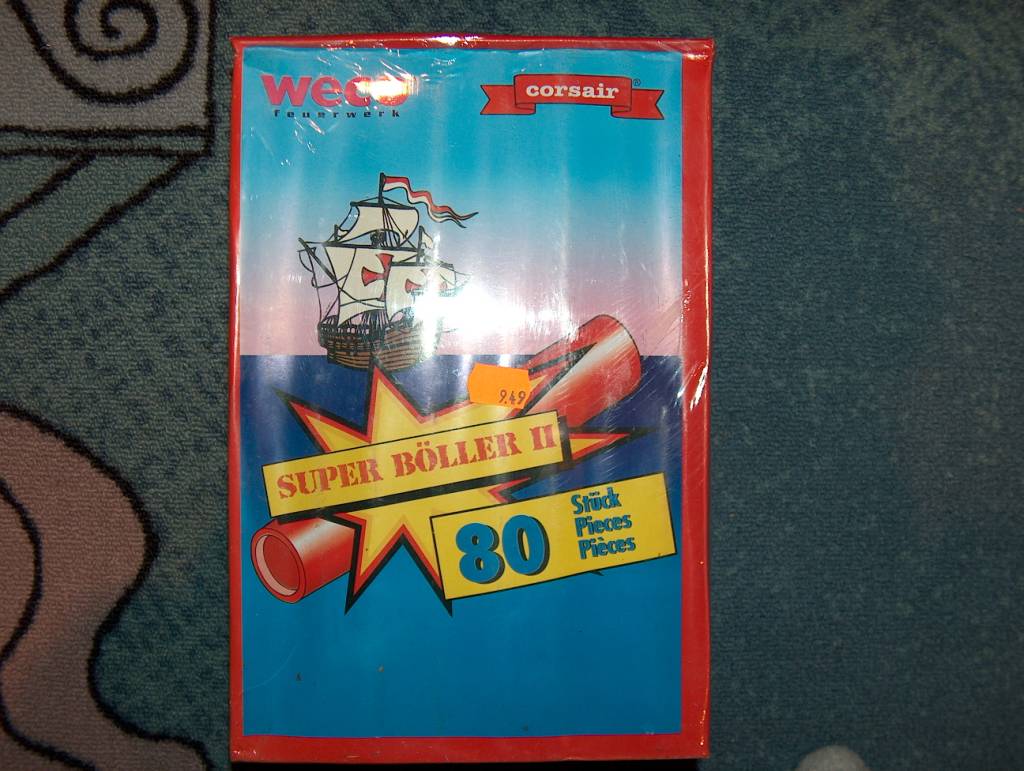 weco
feuerwerk
corsair®
9.49
SUPER BÖLLER II
80
Stück
Pieces
Pièces